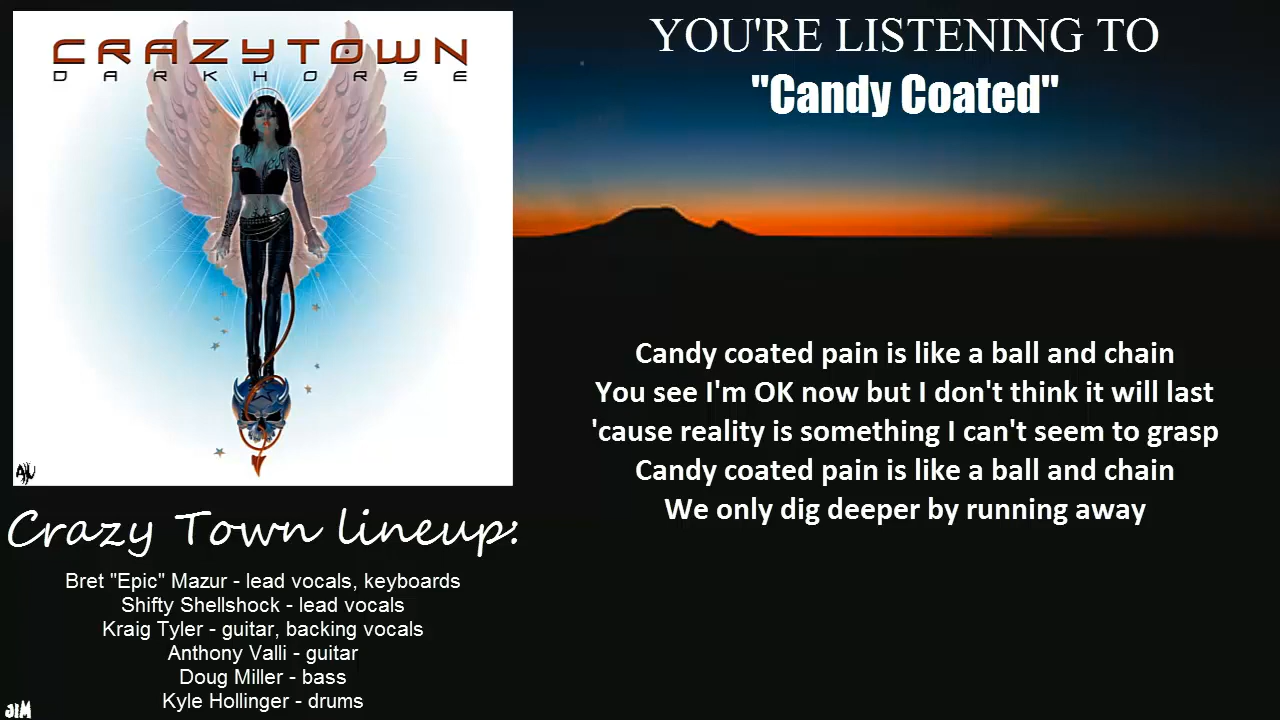 CRAZYTOWN
DARKHORSE
Crazy Town lineup:
Bret "Epic" Mazur - lead vocals, keyboards
Shifty Shellshock - lead vocals
Kraig Tyler - guitar, backing vocals
Anthony Valli - guitar
Doug Miller - bass
Kyle Hollinger - drums
JIM
YOU'RE LISTENING TO
"Candy Coated"
Candy coated pain is like a ball and chain
You see I'm OK now but I don't think it will last
'cause reality is something I can't seem to grasp
Candy coated pain is like a ball and chain
We only dig deeper by running away